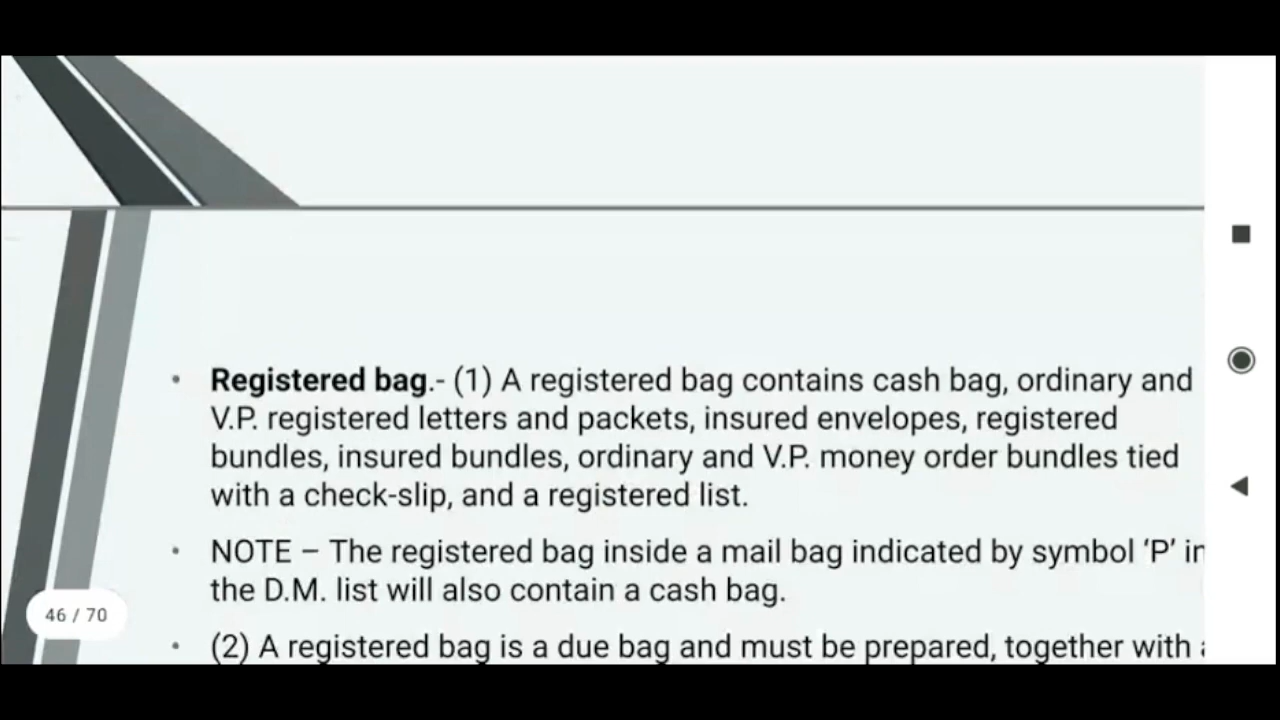 • Registered bag.- (1) A registered bag contains cash bag, ordinary and
V.P. registered letters and packets, insured envelopes, registered
bundles, insured bundles, ordinary and V.P. money order bundles tied
with a check-slip, and a registered list.
• NOTE – The registered bag inside a mail bag indicated by symbol ‘P’ in
the D.M. list will also contain a cash bag.
• (2) A registered bag is a due bag and must be prepared, together with
46 / 70